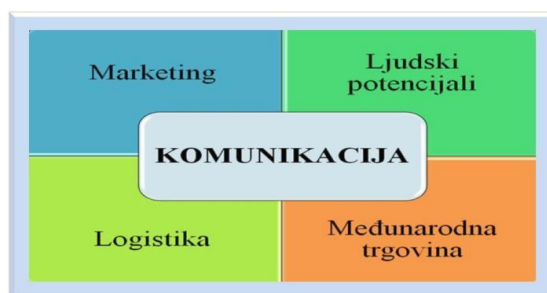 Marketing
Ljudski
potencijali
KOMUNIKACIJA
Logistika
Međunarodna
trgovina